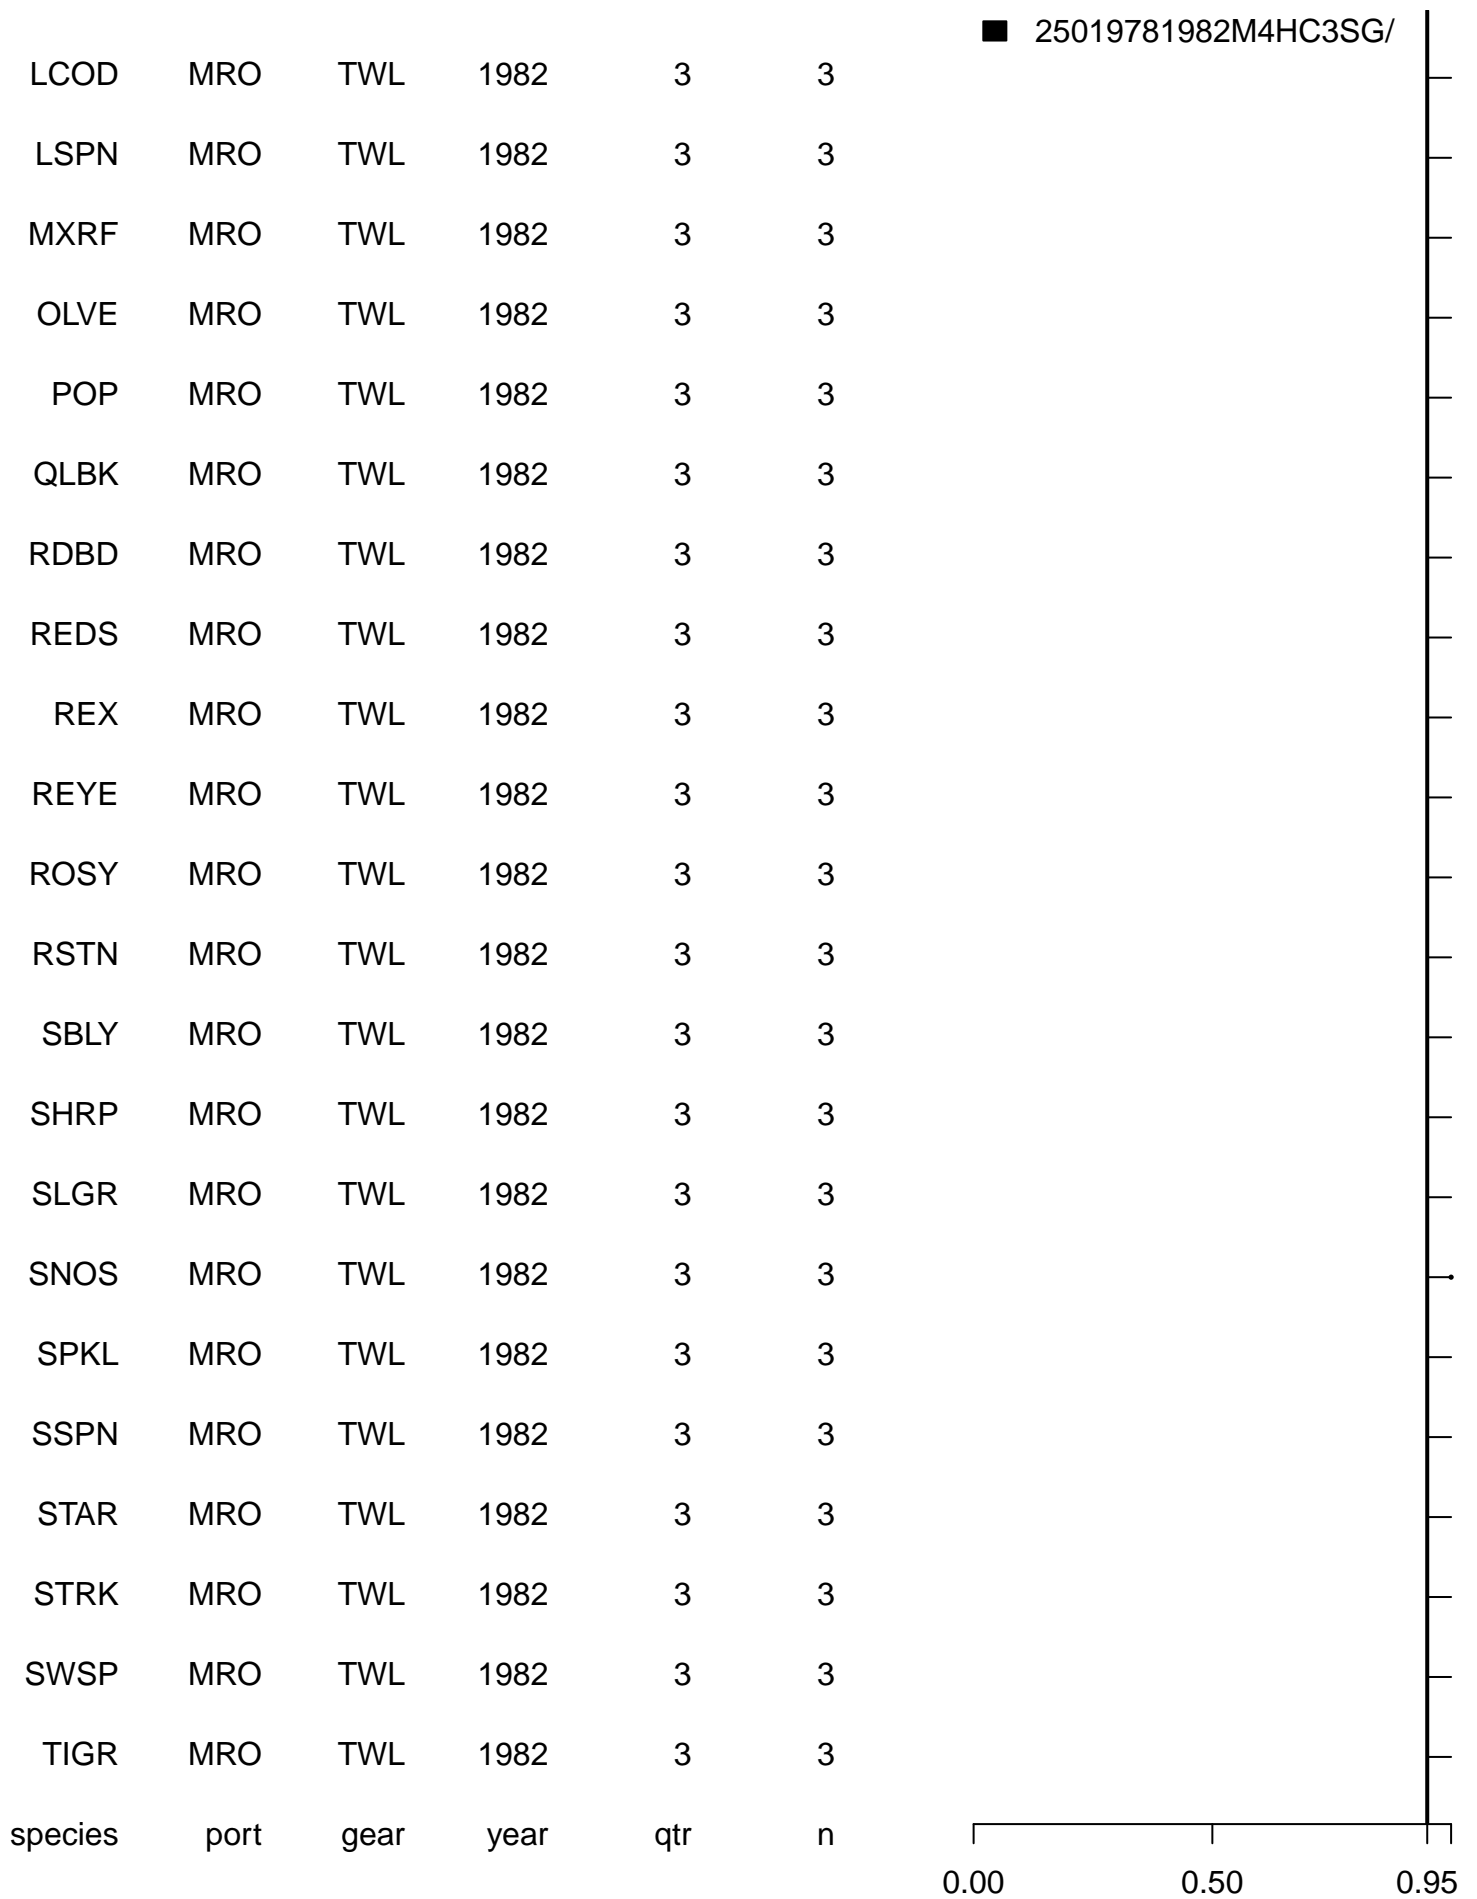 25019781982M4HC3SG/
LCOD MRO TWL 1982 3 3
LSPN MRO TWL 1982 3 3
MXRF MRO TWL 1982 3 3
OLVE MRO TWL 1982 3 3
POP MRO TWL 1982 3 3
QLBK MRO TWL 1982 3 3
RDBD MRO TWL 1982 3 3
REDS MRO TWL 1982 3 3
REX MRO TWL 1982 3 3
REYE MRO TWL 1982 3 3
ROSY MRO TWL 1982 3 3
RSTN MRO TWL 1982 3 3
SBLY MRO TWL 1982 3 3
SHRP MRO TWL 1982 3 3
SLGR MRO TWL 1982 3 3
SNOS MRO TWL 1982 3 3
SPKL MRO TWL 1982 3 3
SSPN MRO TWL 1982 3 3
STAR MRO TWL 1982 3 3
STRK MRO TWL 1982 3 3
SWSP MRO TWL 1982 3 3
TIGR MRO TWL 1982 3 3
species port gear year qtr n
0.00 0.50 0.95